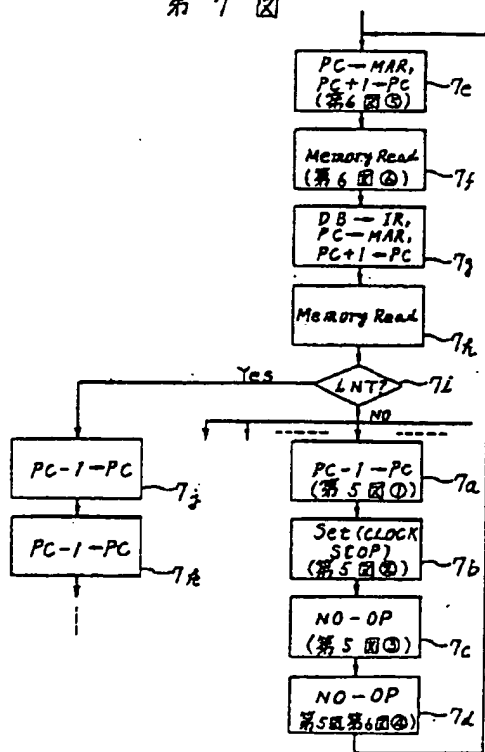 第 7 図
PC→MAR,
PC+1→PC
(第6図⑤)
7e
Memory Read
(第6図⑥)
7f
DB→IR,
PC→MAR,
PC+1→PC
7g
Memory Read
7h
INT?
7i
Yes
NO
PC-1→PC
7j
PC-1→PC
7k
PC-1→PC
(第5図①)
7a
Set(CLOCK
STOP)
(第5図②)
7b
NO-OP
(第5図③)
7c
NO-OP
第5図,第6図④
7d